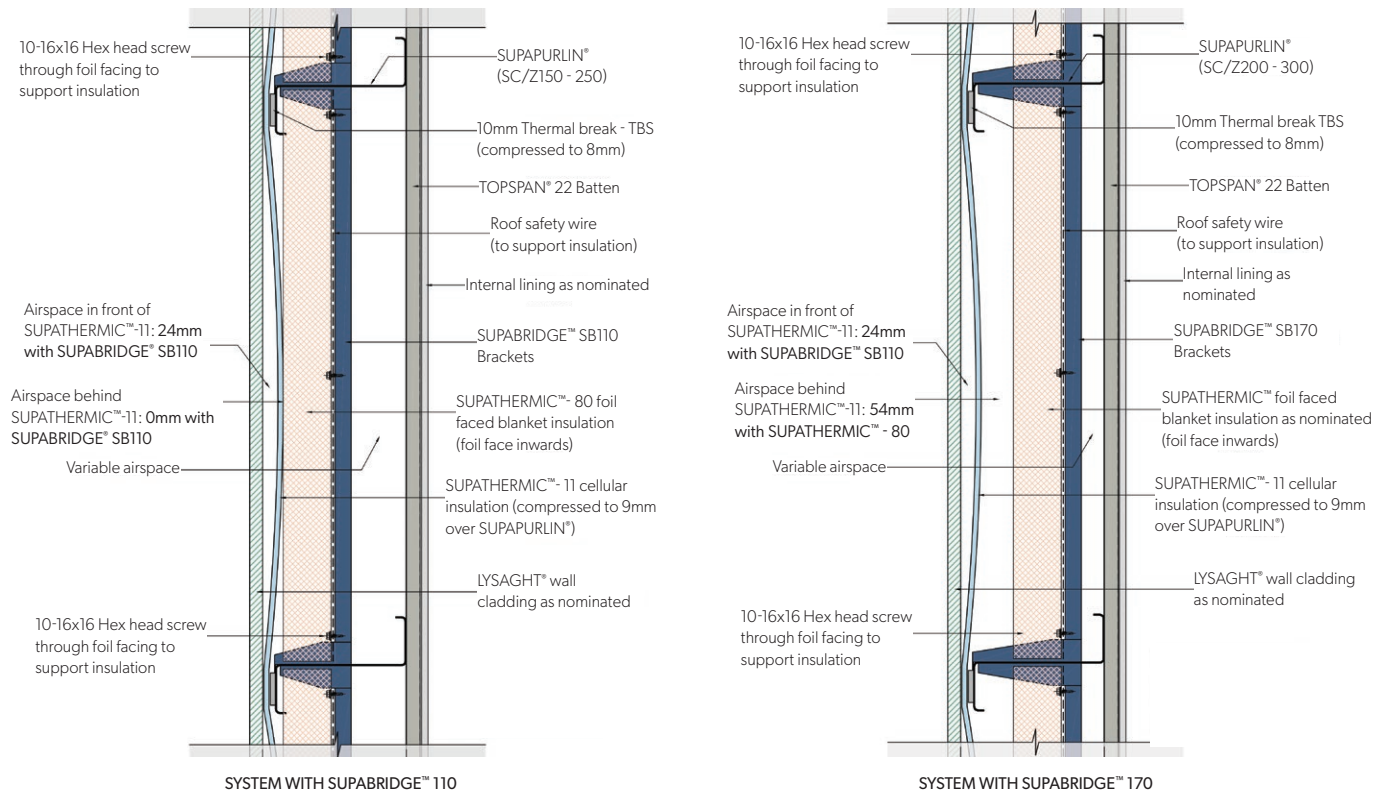 10-16x16 Hex head screw
through foil facing to
support insulation
Airspace in front of
SUPATHERMIC™-11: 24mm
with SUPABRIDGE® SB110
Airspace behind
SUPATHERMIC™-11: 0mm with
SUPABRIDGE® SB110
Variable airspace
10-16x16 Hex head screw
through foil facing to
support insulation
SUPAPURLIN®
(SC/Z150 - 250)
10mm Thermal break - TBS
(compressed to 8mm)
TOPSPAN® 22 Batten
Roof safety wire
(to support insulation)
Internal lining as nominated
SUPABRIDGE™ SB110
Brackets
SUPATHERMIC™- 80 foil
faced blanket insulation
(foil face inwards)
SUPATHERMIC™- 11 cellular
insulation (compressed to 9mm
over SUPAPURLIN®)
LYSAGHT® wall
cladding as nominated
SYSTEM WITH SUPABRIDGE™ 110
10-16x16 Hex head screw
through foil facing to
support insulation
Airspace in front of
SUPATHERMIC™-11: 24mm
with SUPABRIDGE™ SB110
Airspace behind
SUPATHERMIC™-11: 54mm
with SUPATHERMIC™ - 80
Variable airspace
10-16x16 Hex head screw
through foil facing to
support insulation
SUPAPURLIN®
(SC/Z200 - 300)
10mm Thermal break TBS
(compressed to 8mm)
TOPSPAN® 22 Batten
Roof safety wire
(to support insulation)
Internal lining as
nominated
SUPABRIDGE™ SB170
Brackets
SUPATHERMIC™ foil faced
blanket insulation as nominated
(foil face inwards)
SUPATHERMIC™- 11 cellular
insulation (compressed to 9mm
over SUPAPURLIN®)
LYSAGHT® wall cladding
as nominated
SYSTEM WITH SUPABRIDGE™ 170